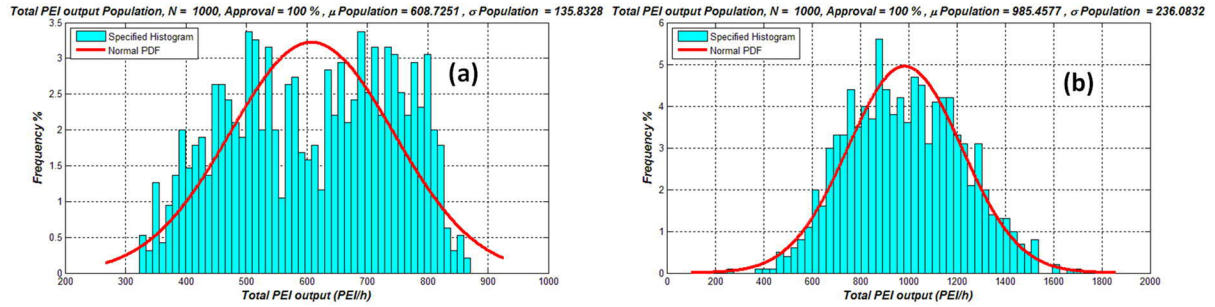 Total PEI output Population, N = 1000, Approval = 100 % , μ Population = 608.7251 , σ Population = 135.8328
Specified Histogram
Normal PDF
(a)
Frequency %
3.5
3
2.5
2
1.5
1
0.5
0
200 300 400 500 600 700 800 900 1000
Total PEI output (PEI/h)
Total PEI output Population, N = 1000, Approval = 100 % , μ Population = 985.4577 , σ Population = 236.0832
Specified Histogram
Normal PDF
(b)
Frequency %
6
5
4
3
2
1
0
0 200 400 600 800 1000 1200 1400 1600 1800 2000
Total PEI output (PEI/h)